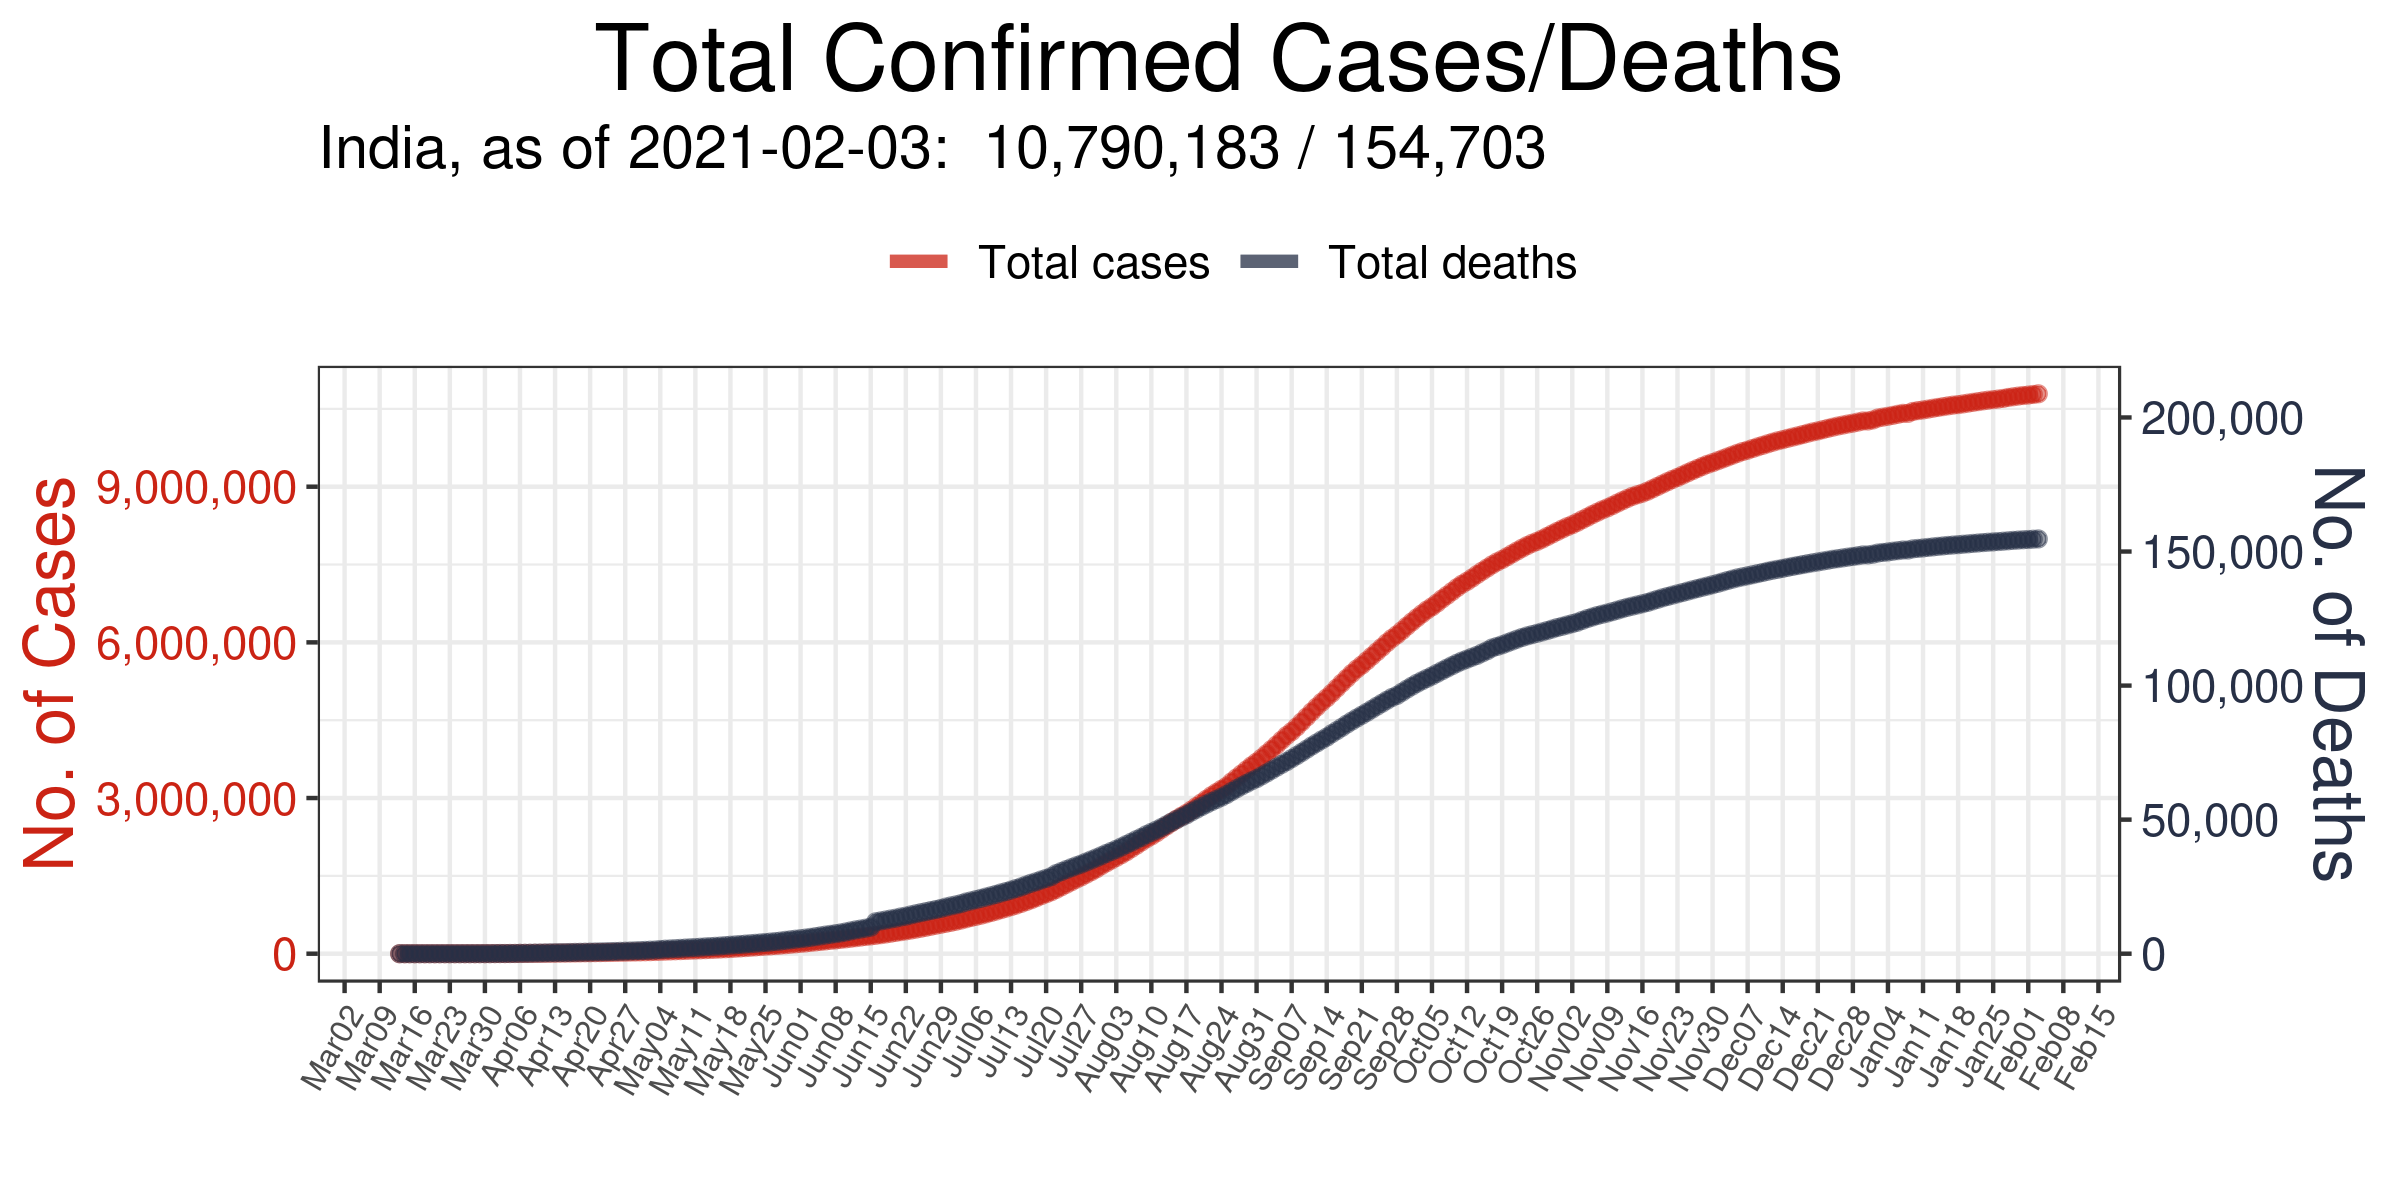 Total Confirmed Cases/Deaths
India, as of 2021-02-03:  10,790,183 / 154,703
Total cases
Total deaths
No. of Cases
9,000,000
6,000,000
3,000,000
0
200,000
150,000
100,000
50,000
0
No. of Deaths
Mar02
Mar09
Mar16
Mar23
Mar30
Apr06
Apr13
Apr20
Apr27
May04
May11
May18
May25
Jun01
Jun08
Jun15
Jun22
Jun29
Jul06
Jul13
Jul20
Jul27
Aug03
Aug10
Aug17
Aug24
Aug31
Sep07
Sep14
Sep21
Sep28
Oct05
Oct12
Oct19
Oct26
Nov02
Nov09
Nov16
Nov23
Nov30
Dec07
Dec14
Dec21
Dec28
Jan04
Jan11
Jan18
Jan25
Feb01
Feb08
Feb15